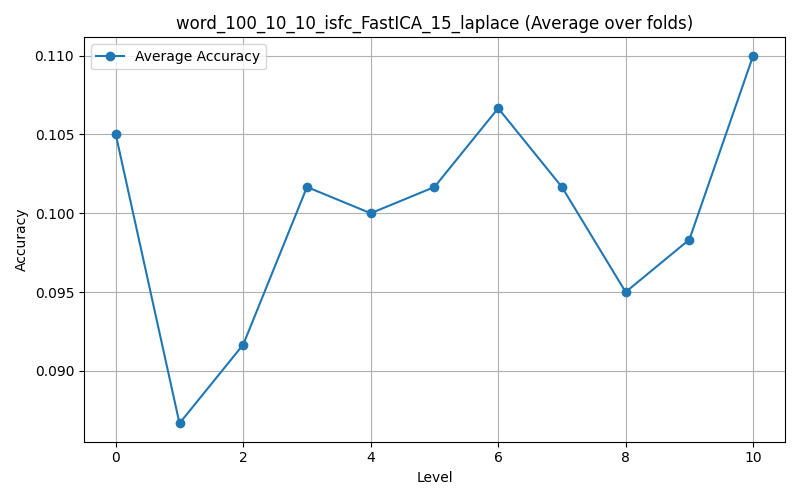 word_100_10_10_isfc_FastICA_15_laplace (Average over folds)
Average Accuracy
0.110
0.105
0.100
0.095
0.090
Accuracy
0 2 4 6 8 10
Level